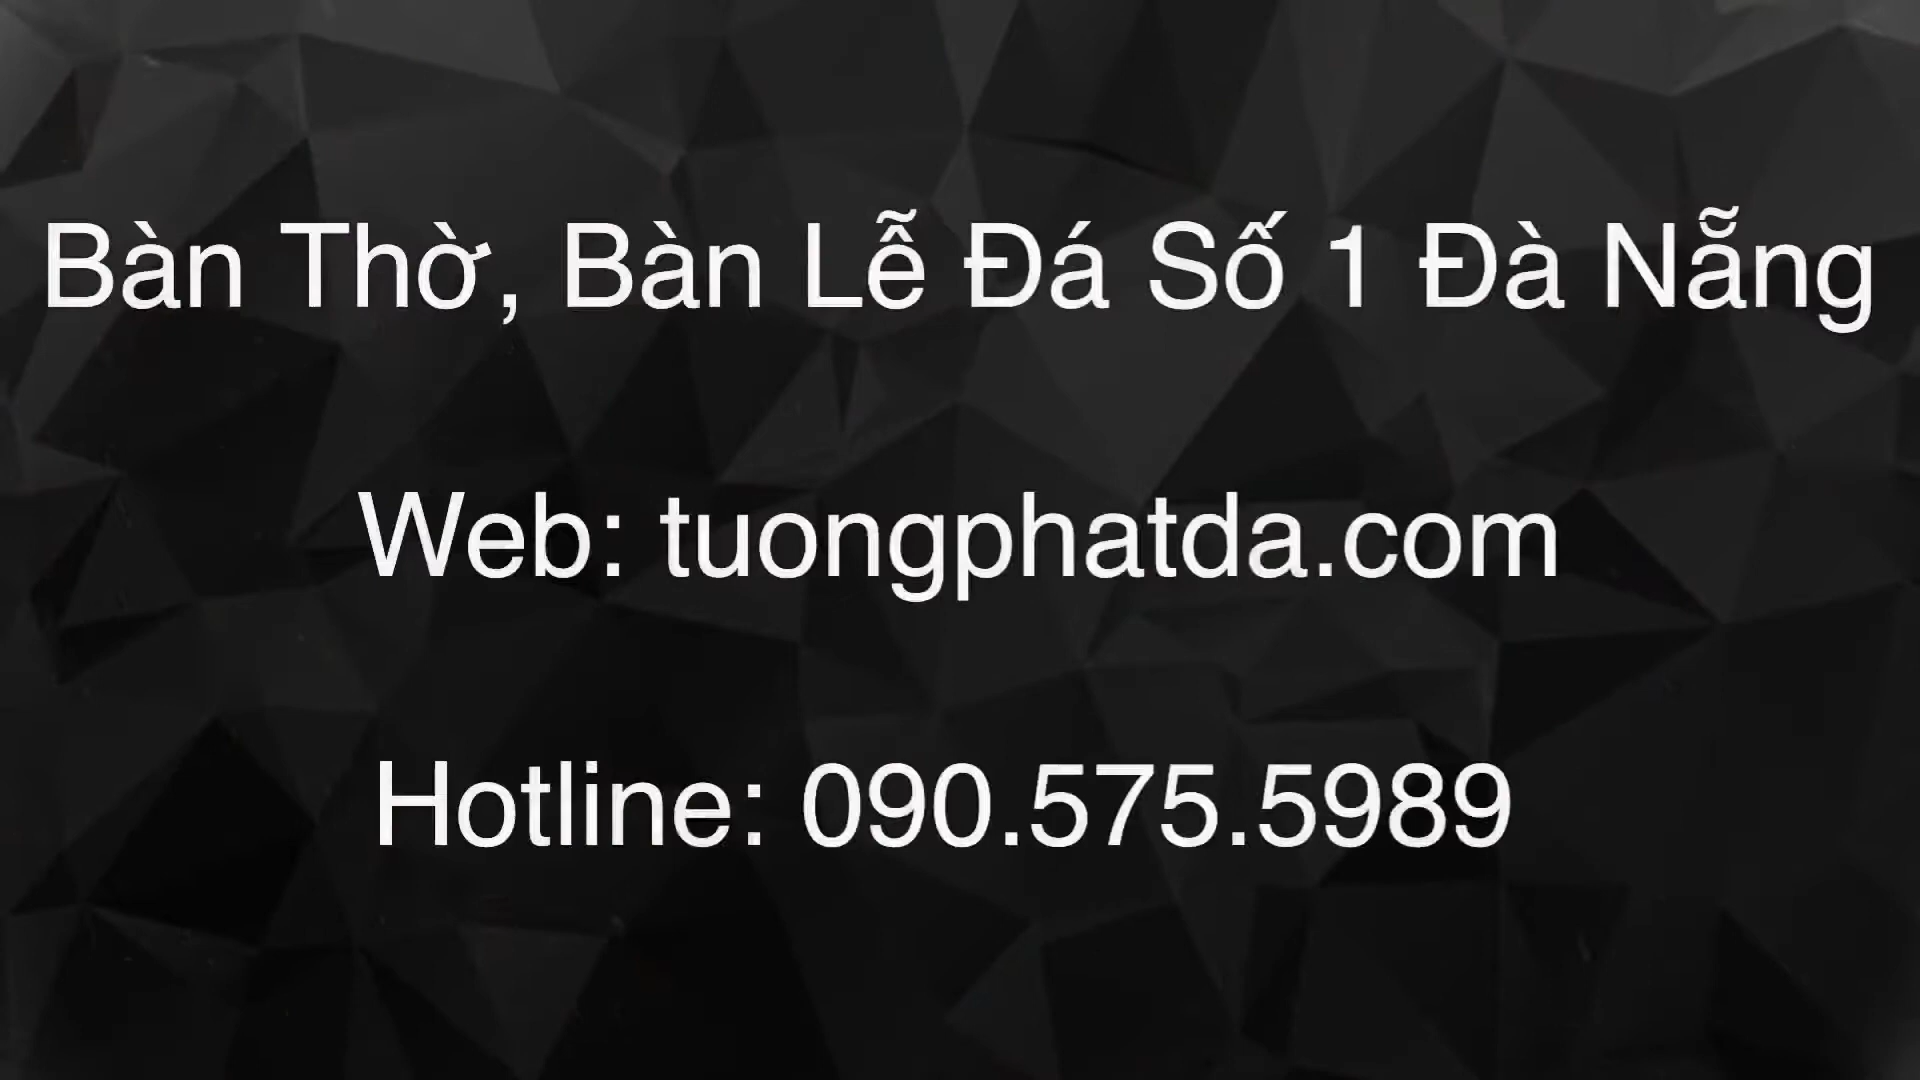 Bàn Thờ, Bàn Lễ Đá Số 1 Đà Nẵng
Web: tuongphatda.com
Hotline: 090.575.5989